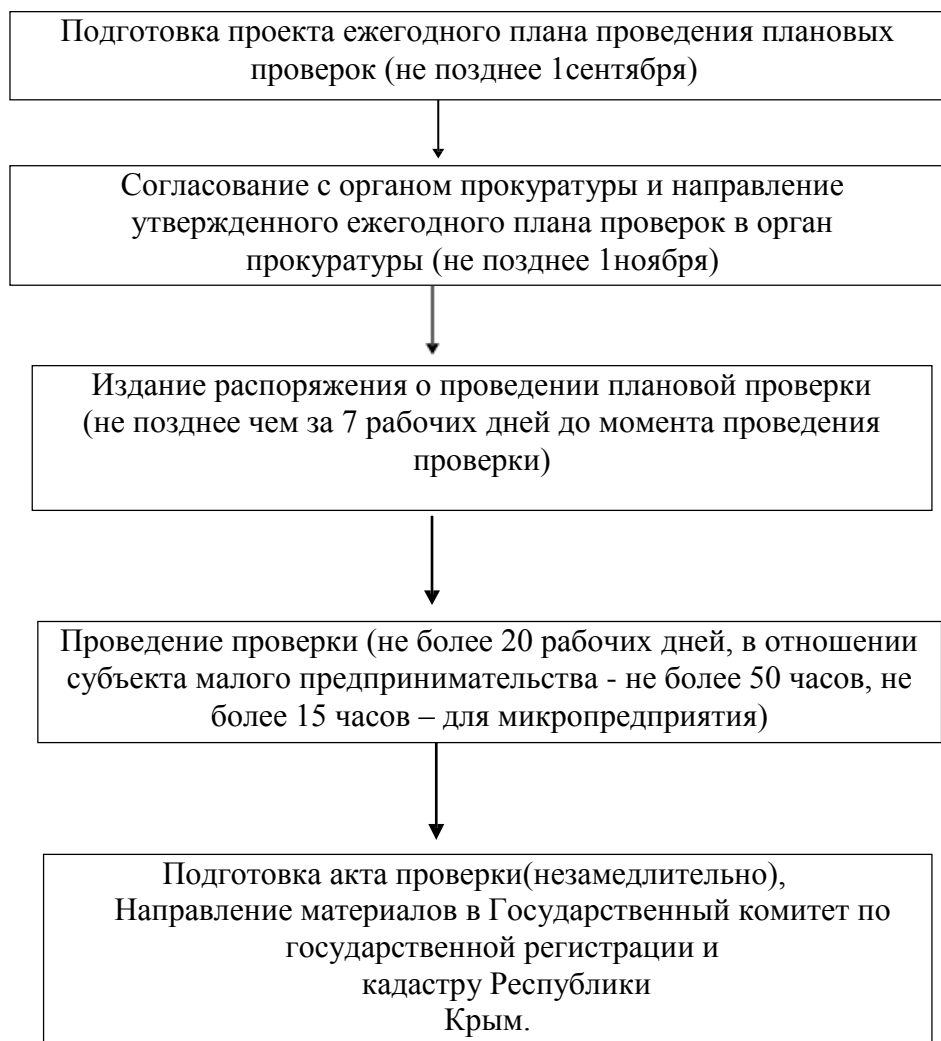 Подготовка проекта ежегодного плана проведения плановых
проверок (не позднее 1сентября)
Согласование с органом прокуратуры и направление
утвержденного ежегодного плана проверок в орган
прокуратуры (не позднее 1ноября)
Издание распоряжения о проведении плановой проверки
(не позднее чем за 7 рабочих дней до момента проведения
проверки)
Проведение проверки (не более 20 рабочих дней, в отношении
субъекта малого предпринимательства - не более 50 часов, не
более 15 часов – для микропредприятия)
Подготовка акта проверки(незамедлительно),
Направление материалов в Государственный комитет по
государственной регистрации и
кадастру Республики
Крым.